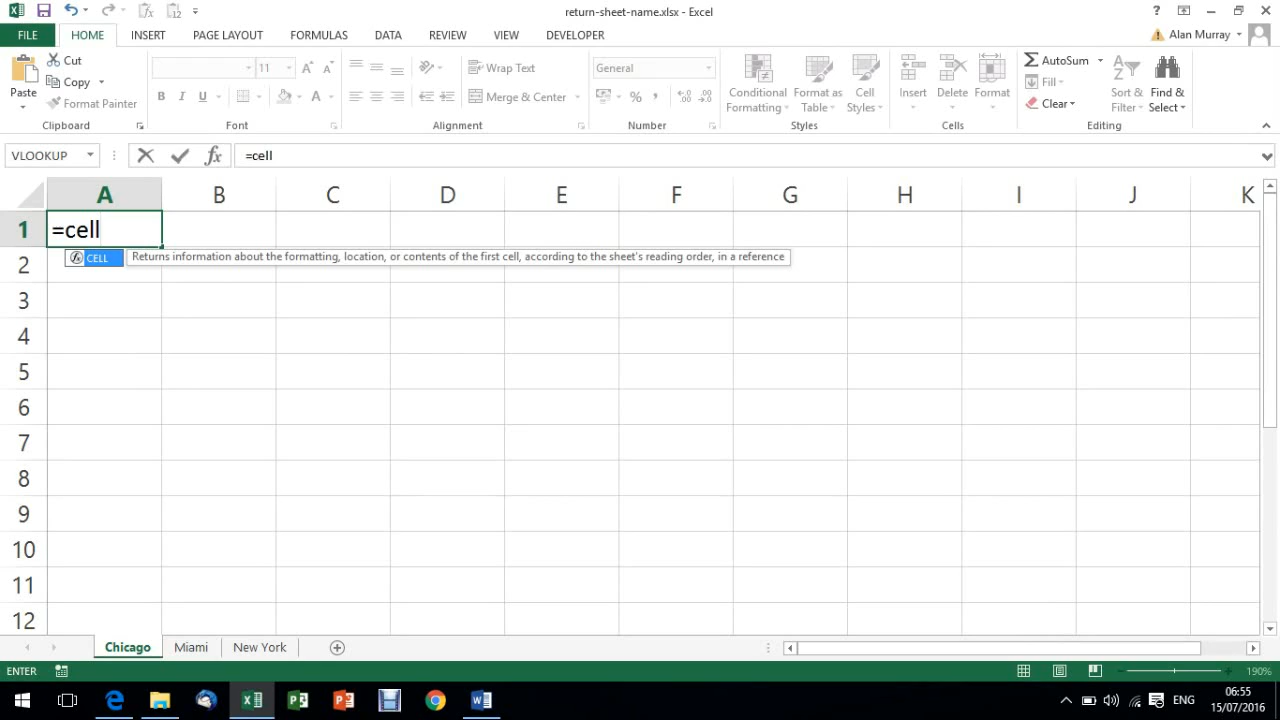 return-sheet-name.xlsx - Excel
?
FILE HOME INSERT PAGE LAYOUT FORMULAS DATA REVIEW VIEW DEVELOPER Alan Murray
Paste
Cut
Copy
Format Painter
Clipboard
11
B I U
Font
Wrap Text
Merge & Center
Alignment
General
%
Number
Conditional Formatting
Format as Table
Cell Styles
Styles
Insert
Delete
Format
Cells
AutoSum
Fill
Clear
Sort & Filter
Find & Select
Editing
VLOOKUP fx =cell
A B C D E F G H I J K
1 =cell
CELL Returns information about the formatting, location, or contents of the first cell, according to the sheet's reading order, in a reference
2
3
4
5
6
7
8
9
10
11
12
Chicago Miami New York
ENTER 190%
ENG 06:55
15/07/2016